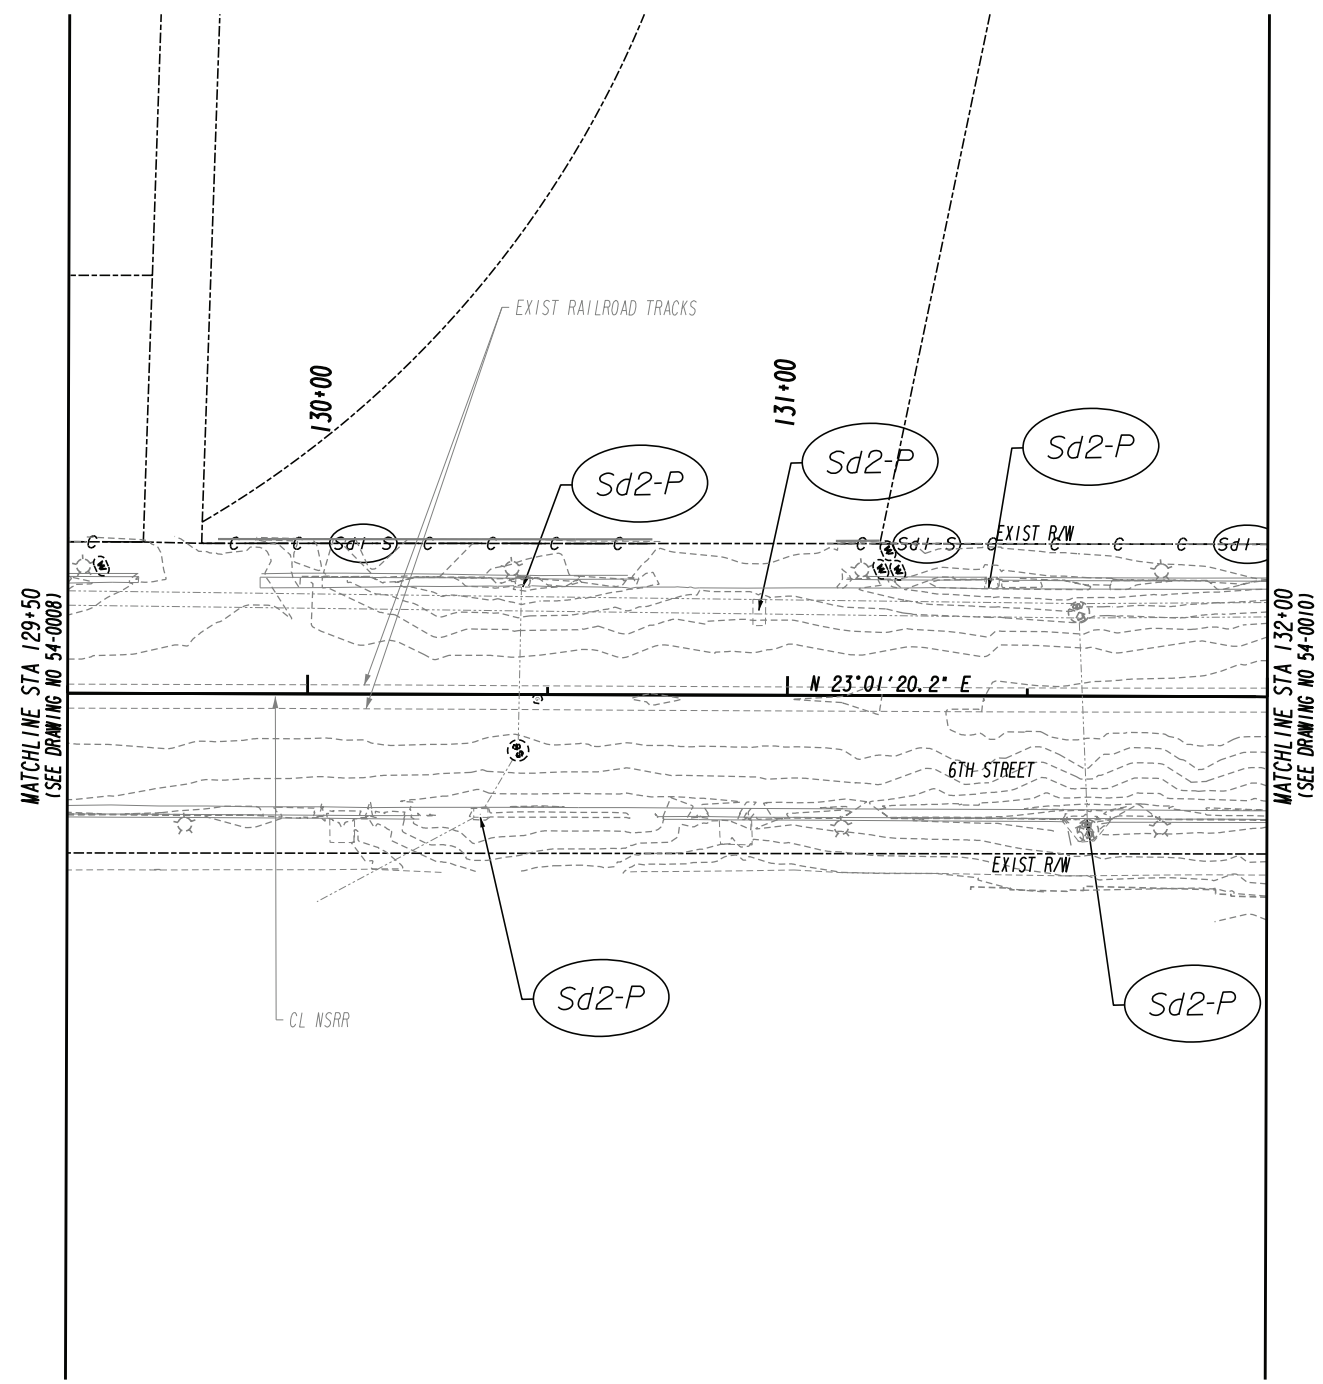 EXIST RAILROAD TRACKS
130+00
131+00
Sd2-P
Sd2-P
Sd2-P
EXIST R/W
C C C Sd1 S C C C C C Sd1 S C C C C Sd1
W
W
W W
MATCHLINE STA 129+50
(SEE DRAWING NO 54-0008)
MATCHLINE STA 132+00
(SEE DRAWING NO 54-0010)
N 23°01'20.2" E
6TH STREET
EXIST R/W
Sd2-P
Sd2-P
CL NSRR